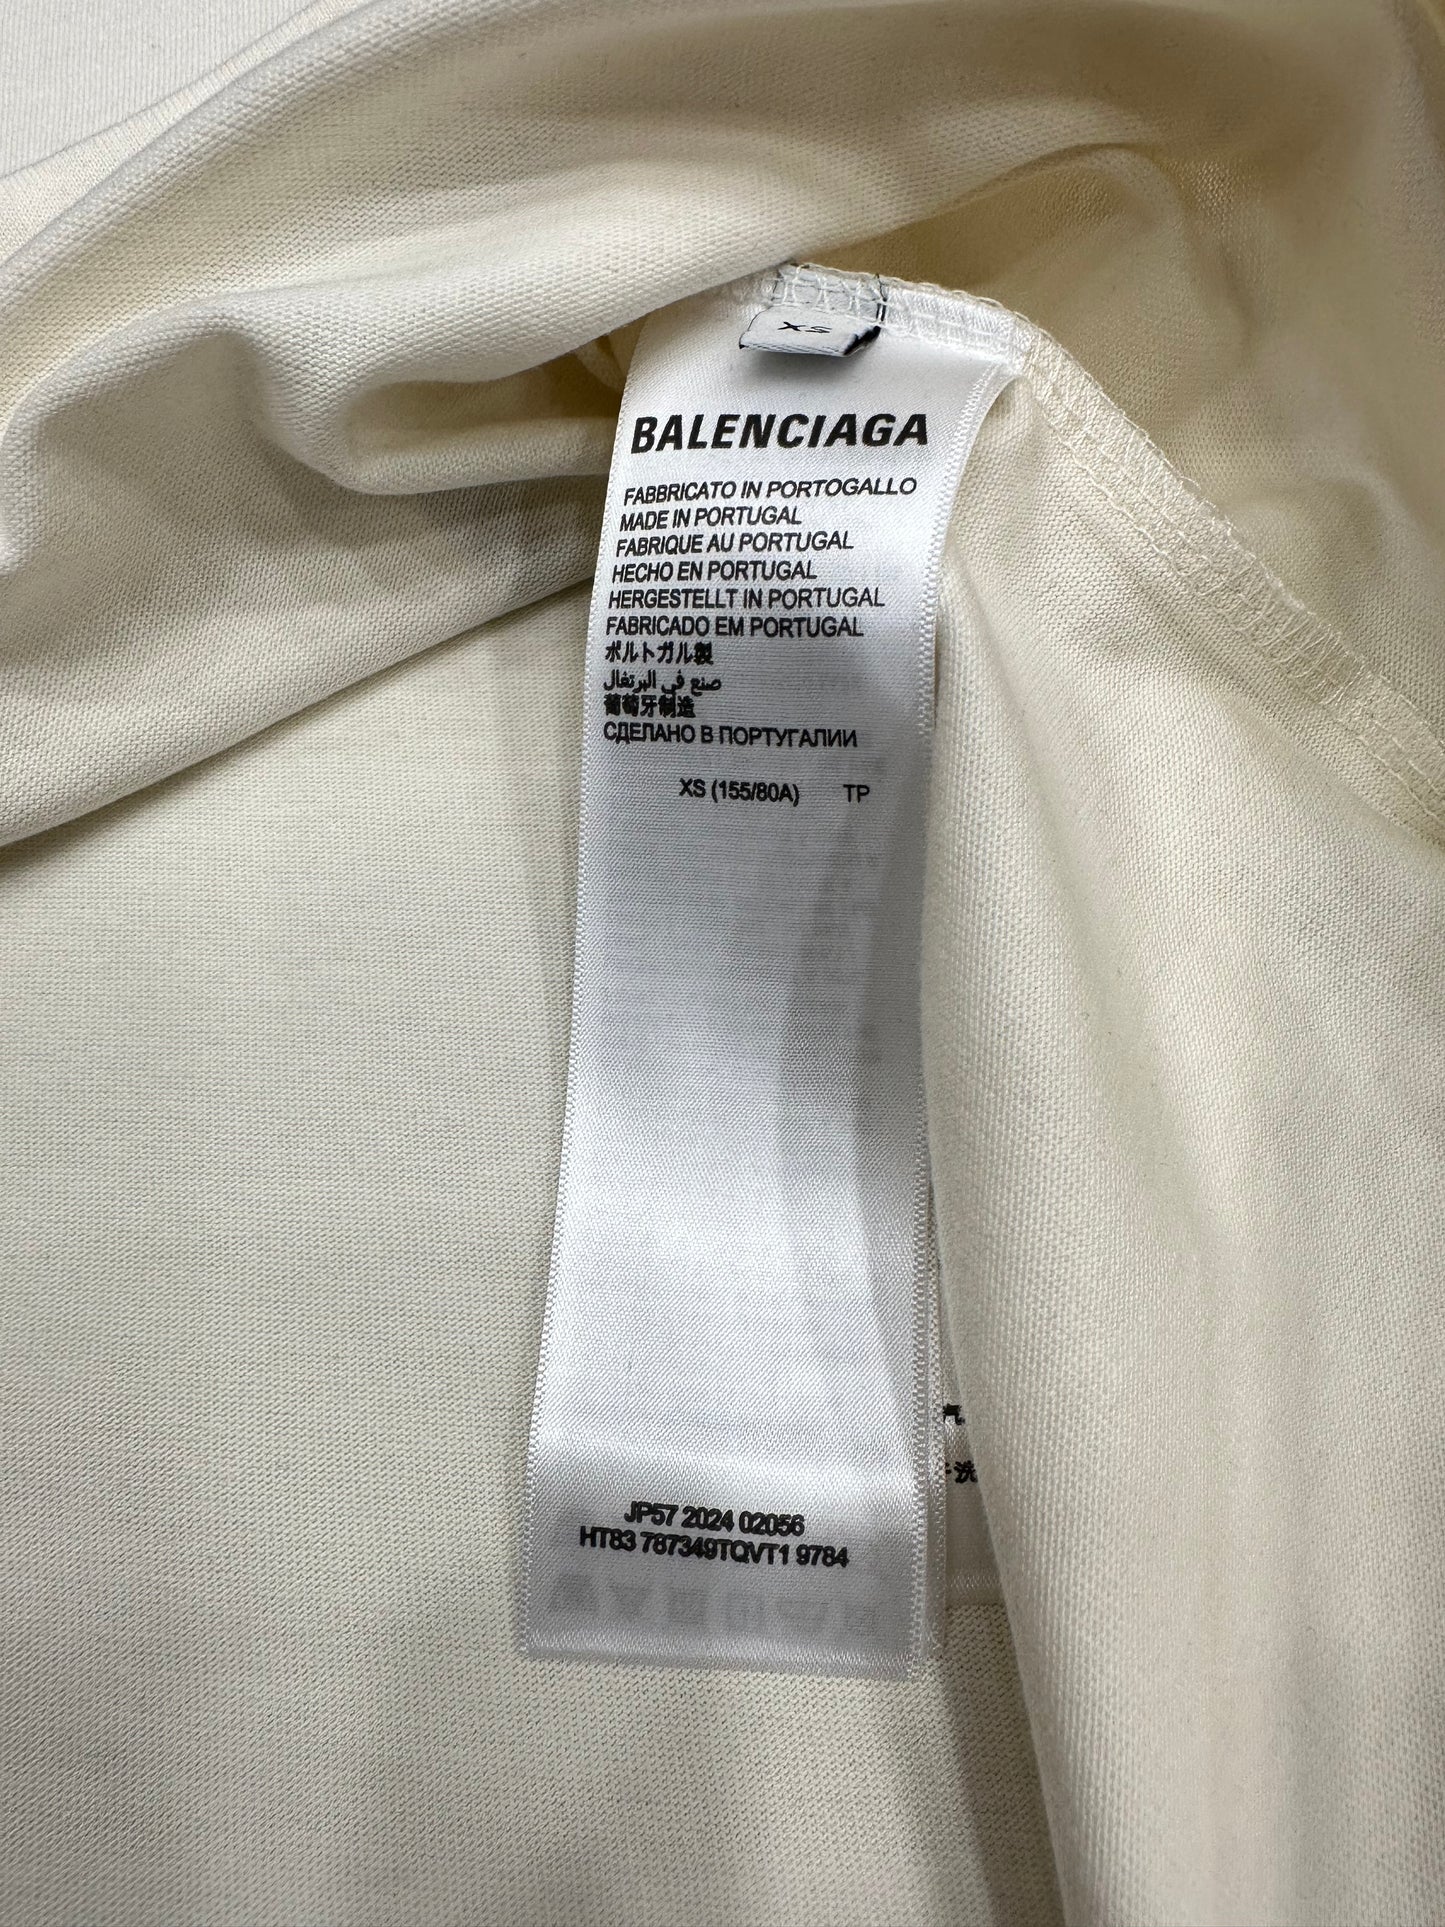 XS
BALENCIAGA
FABBRICATO IN PORTOGALLO
MADE IN PORTUGAL
FABRIQUE AU PORTUGAL
HECHO EN PORTUGAL
HERGESTELLT IN PORTUGAL
FABRICADO EM PORTUGAL
ポルトガル製
صنع في البرتغال
葡萄牙制造
СДЕЛАНО В ПОРТУГАЛИИ
XS (155/80A) TP
气
洗
JP57 2024 02056
HT83 787349TQVT1 9784